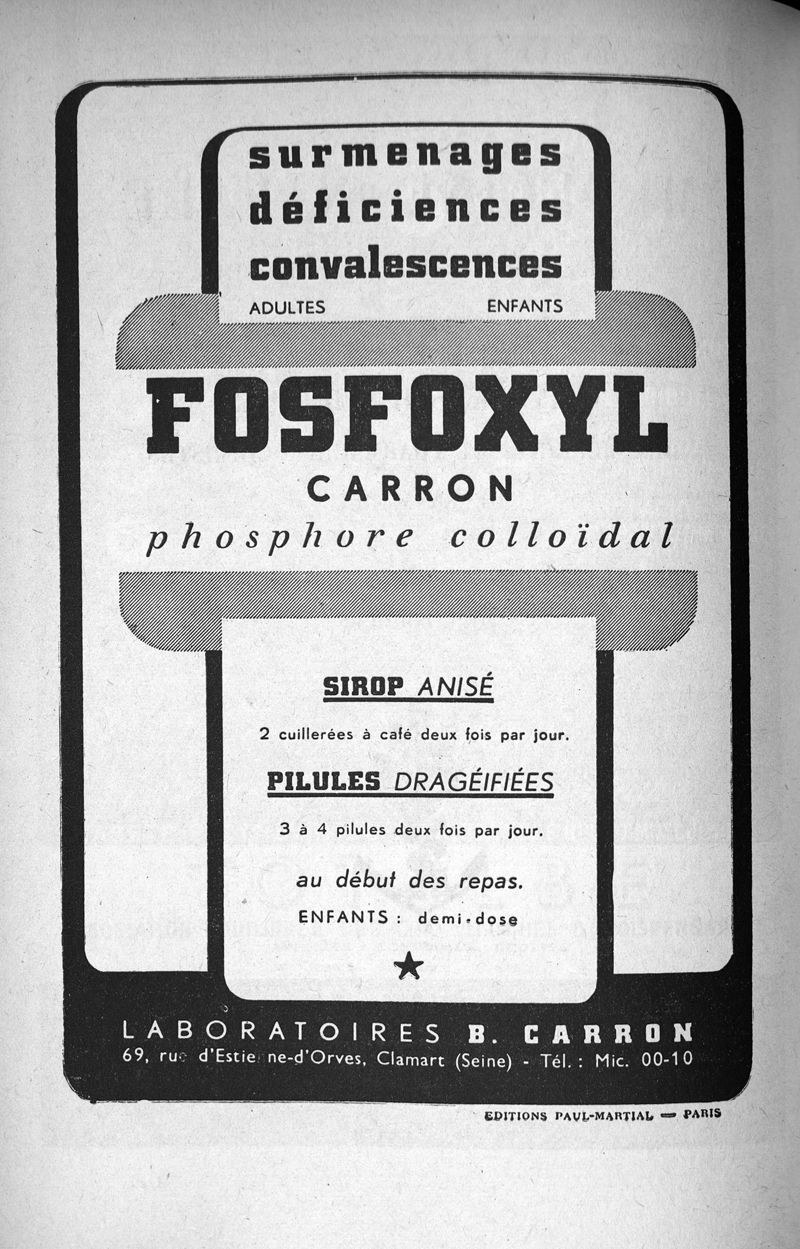 surmenages
déficiences
convalescences
ADULTES ENFANTS
FOSFOXYL
CARRON
phosphore colloïdal
SIROP ANISÉ
2 cuillerées à café deux fois par jour.
PILULES DRAGÉIFIÉES
3 à 4 pilules deux fois par jour.
au début des repas.
ENFANTS : demi-dose
LABORATOIRES B. CARRON
69, rue d'Estienne-d'Orves, Clamart (Seine) - Tél. : Mic. 00-10
EDITIONS PAUL-MARTIAL — PARIS